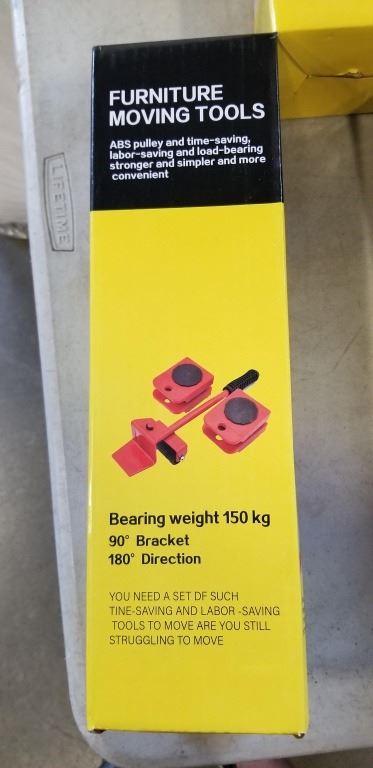 FURNITURE
MOVING TOOLS
ABS pulley and time-saving,
labor-saving and load-bearing
stronger and simpler and more
convenient
LIFETIME
Bearing weight 150 kg
90° Bracket
180° Direction
YOU NEED A SET DF SUCH
TINE-SAVING AND LABOR -SAVING
TOOLS TO MOVE ARE YOU STILL
STRUGGLING TO MOVE